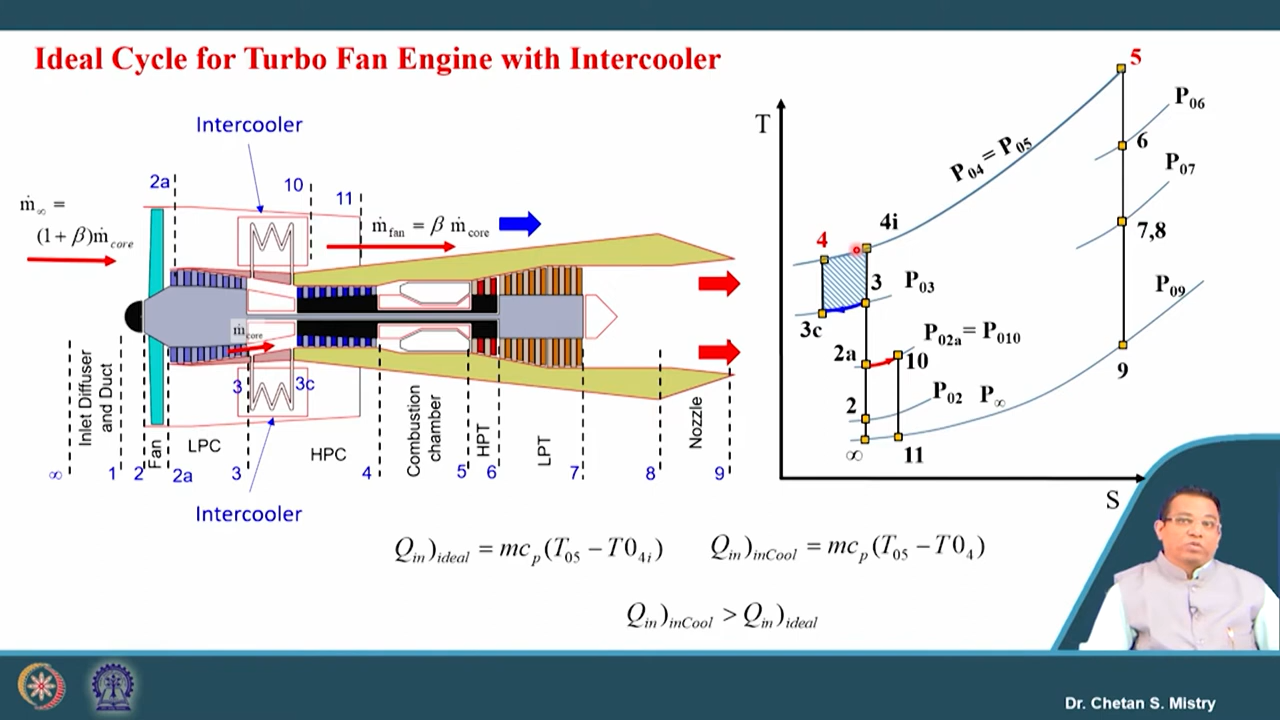 Ideal Cycle for Turbo Fan Engine with Intercooler
Intercooler
2a
10
11
ṁ∞ =
(1 + β)ṁcore
ṁfan = β ṁcore
ṁcore
3
3c
Inlet Diffuser
and Duct
Fan
LPC
HPC
Combustion
chamber
HPT
LPT
Nozzle
∞
1
2
2a
3
4
5
6
7
8
9
Intercooler
T
S
5
P06
6
P07
7,8
P09
9
P04 = P05
4i
4
3
P03
3c
2a
P02a = P010
10
2
P02
P∞
∞
11
Qin)ideal = mcp(T05 − T04i)
Qin)inCool = mcp(T05 − T04)
Qin)inCool > Qin)ideal
Dr. Chetan S. Mistry